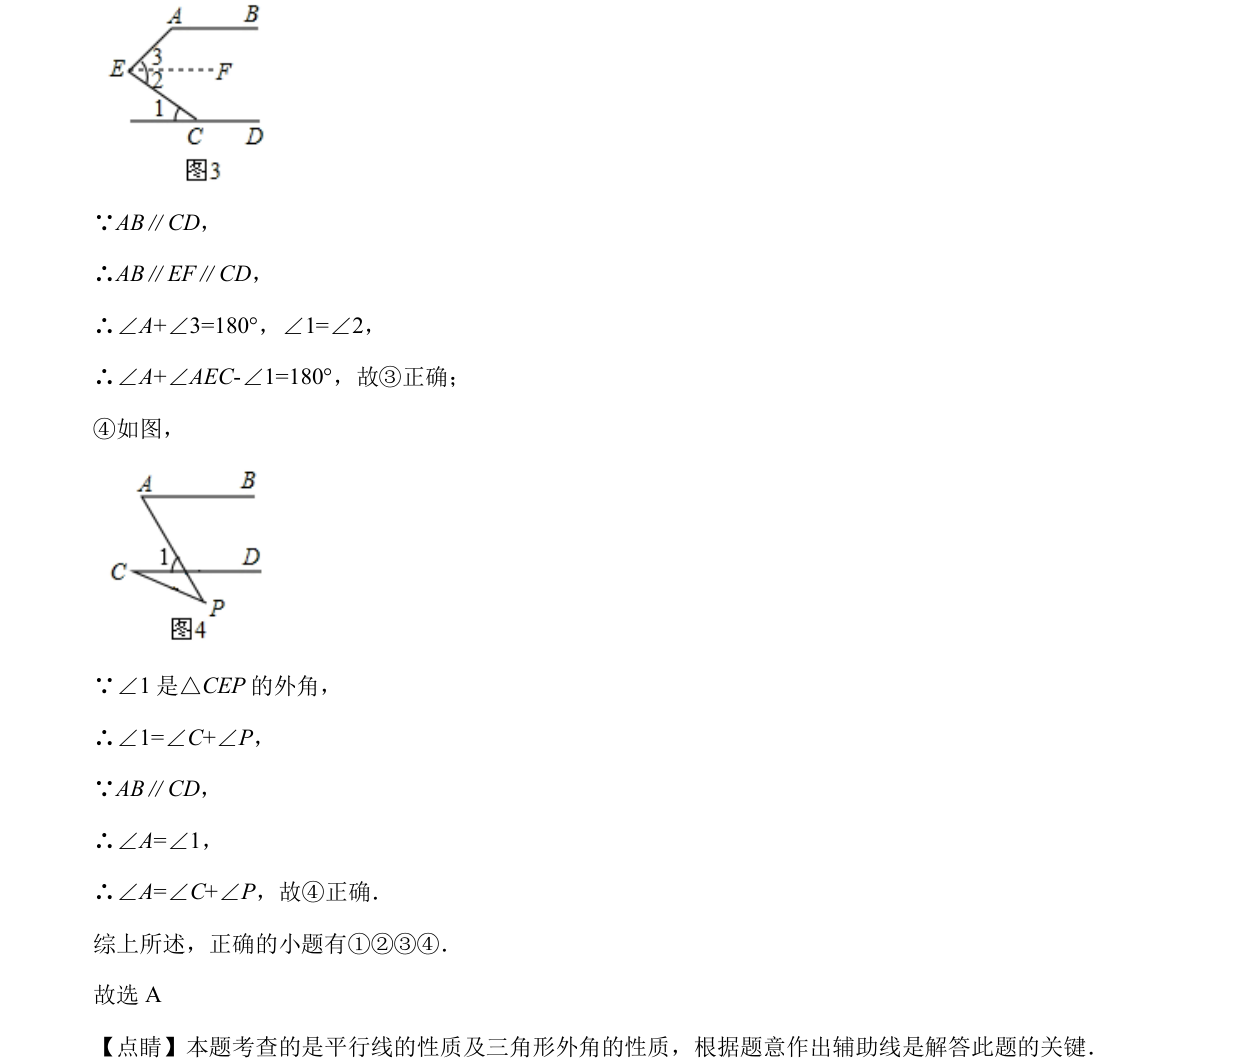 A B
3
E F
2
1
C D
图3
∵AB∥CD，
∴AB∥EF∥CD，
∴∠A+∠3=180°，∠1=∠2，
∴∠A+∠AEC-∠1=180°，故③正确；
④如图，
A B
1 D
C
P
图4
∵∠1是△CEP的外角，
∴∠1=∠C+∠P，
∵AB∥CD，
∴∠A=∠1，
∴∠A=∠C+∠P，故④正确．
综上所述，正确的小题有①②③④．
故选 A
【点睛】本题考查的是平行线的性质及三角形外角的性质，根据题意作出辅助线是解答此题的关键．